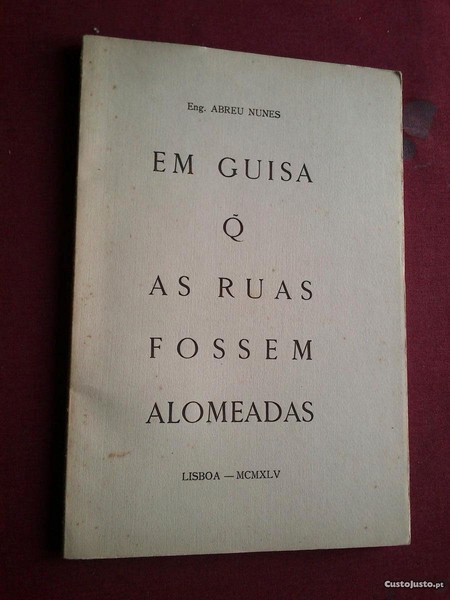 Eng. ABREU NUNES
EM GUISA
Q̃
AS RUAS
FOSSEM
ALOMEADAS
LISBOA — MCMXLV
CustoJusto.pt